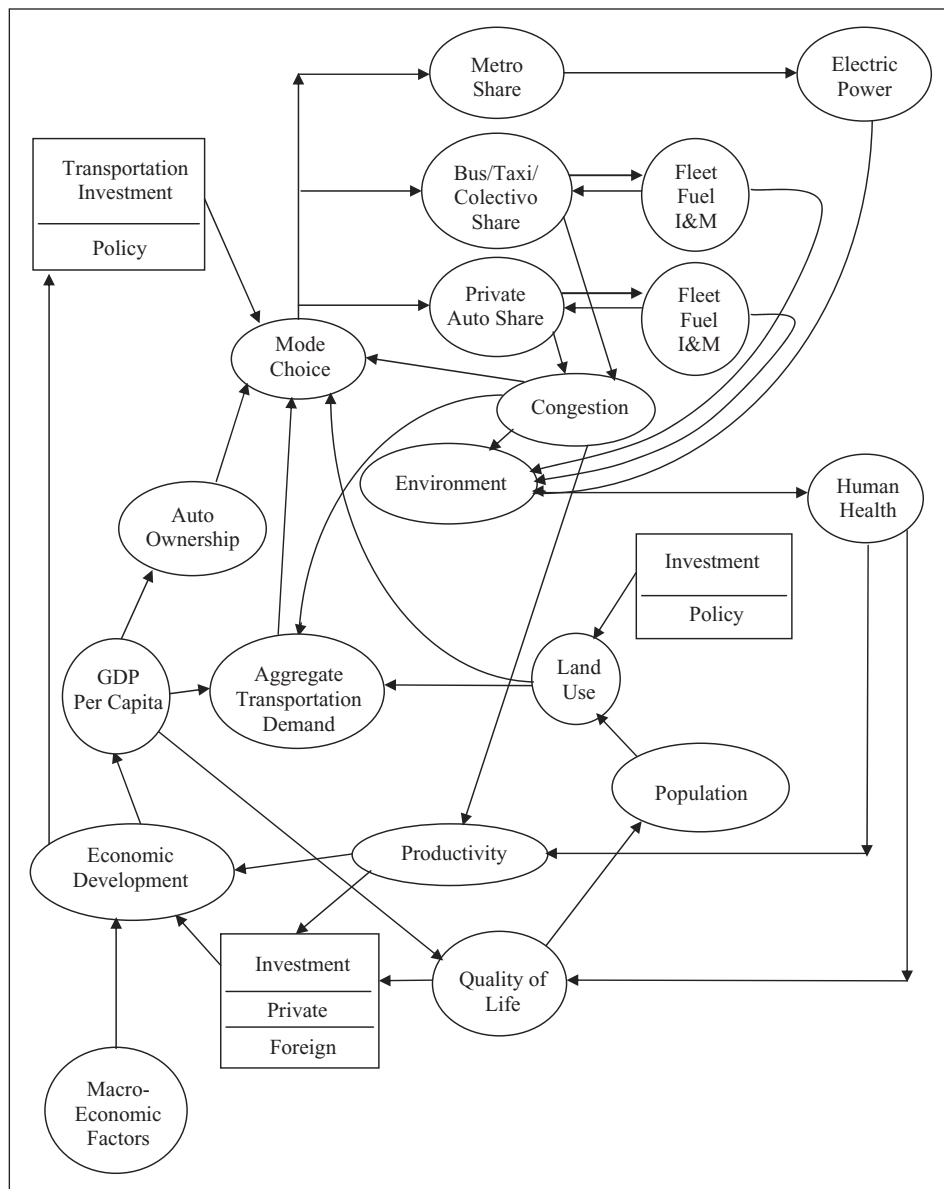 Metro
Share
Electric
Power
Transportation
Investment
Policy
Bus/Taxi/
Colectivo
Share
Fleet
Fuel
I&M
Private
Auto Share
Fleet
Fuel
I&M
Mode
Choice
Congestion
Environment
Human
Health
Auto
Ownership
Investment
Policy
GDP
Per Capita
Aggregate
Transportation
Demand
Land
Use
Population
Economic
Development
Productivity
Investment
Private
Foreign
Quality of
Life
Macro-
Economic
Factors